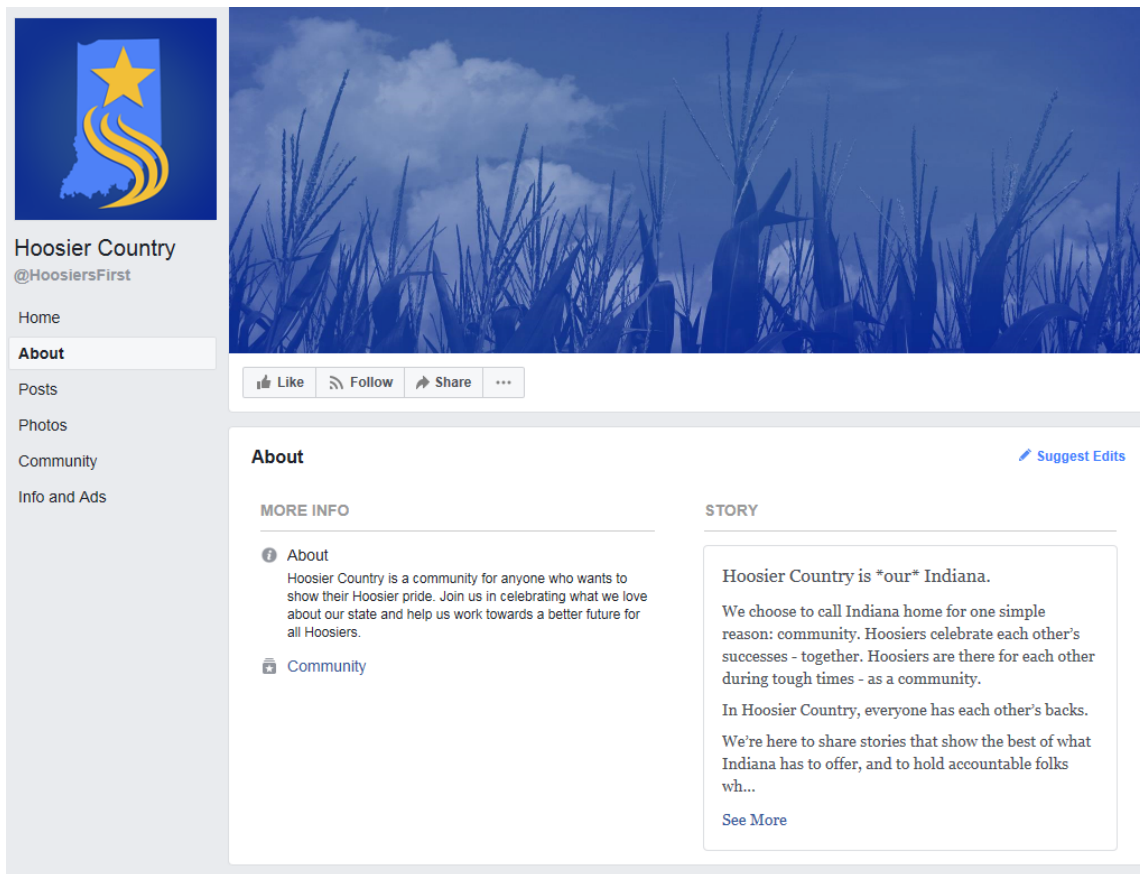 Hoosier Country
@HoosiersFirst
Home
About
Posts
Photos
Community
Info and Ads
Like
Follow
Share
About
Suggest Edits
MORE INFO
About
Hoosier Country is a community for anyone who wants to
show their Hoosier pride. Join us in celebrating what we love
about our state and help us work towards a better future for
all Hoosiers.
Community
STORY
Hoosier Country is *our* Indiana.
We choose to call Indiana home for one simple
reason: community. Hoosiers celebrate each other’s
successes - together. Hoosiers are there for each other
during tough times - as a community.
In Hoosier Country, everyone has each other’s backs.
We’re here to share stories that show the best of what
Indiana has to offer, and to hold accountable folks
wh...
See More